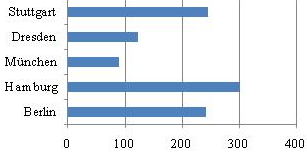 Stuttgart
Dresden
München
Hamburg
Berlin
0 100 200 300 400